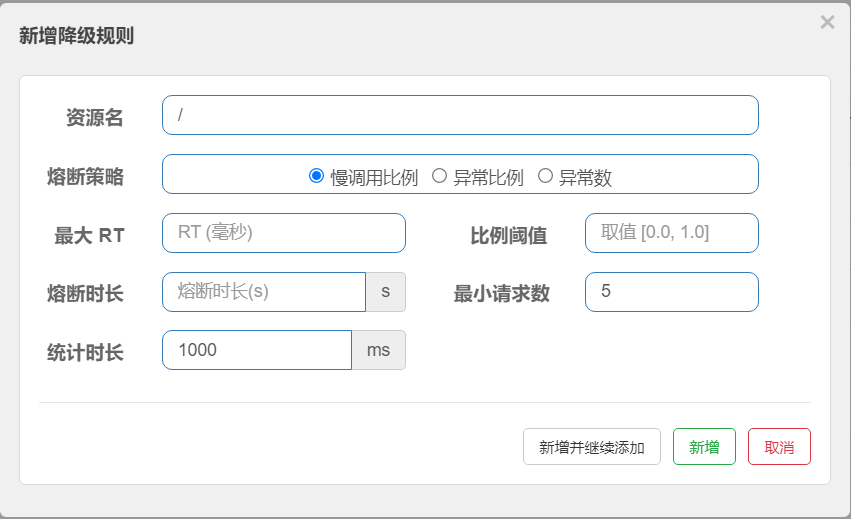 新增降级规则 ×
资源名 /
熔断策略 慢调用比例 异常比例 异常数
最大 RT RT (毫秒) 比例阈值 取值 [0.0, 1.0]
熔断时长 熔断时长(s) s 最小请求数 5
统计时长 1000 ms
新增并继续添加 新增 取消